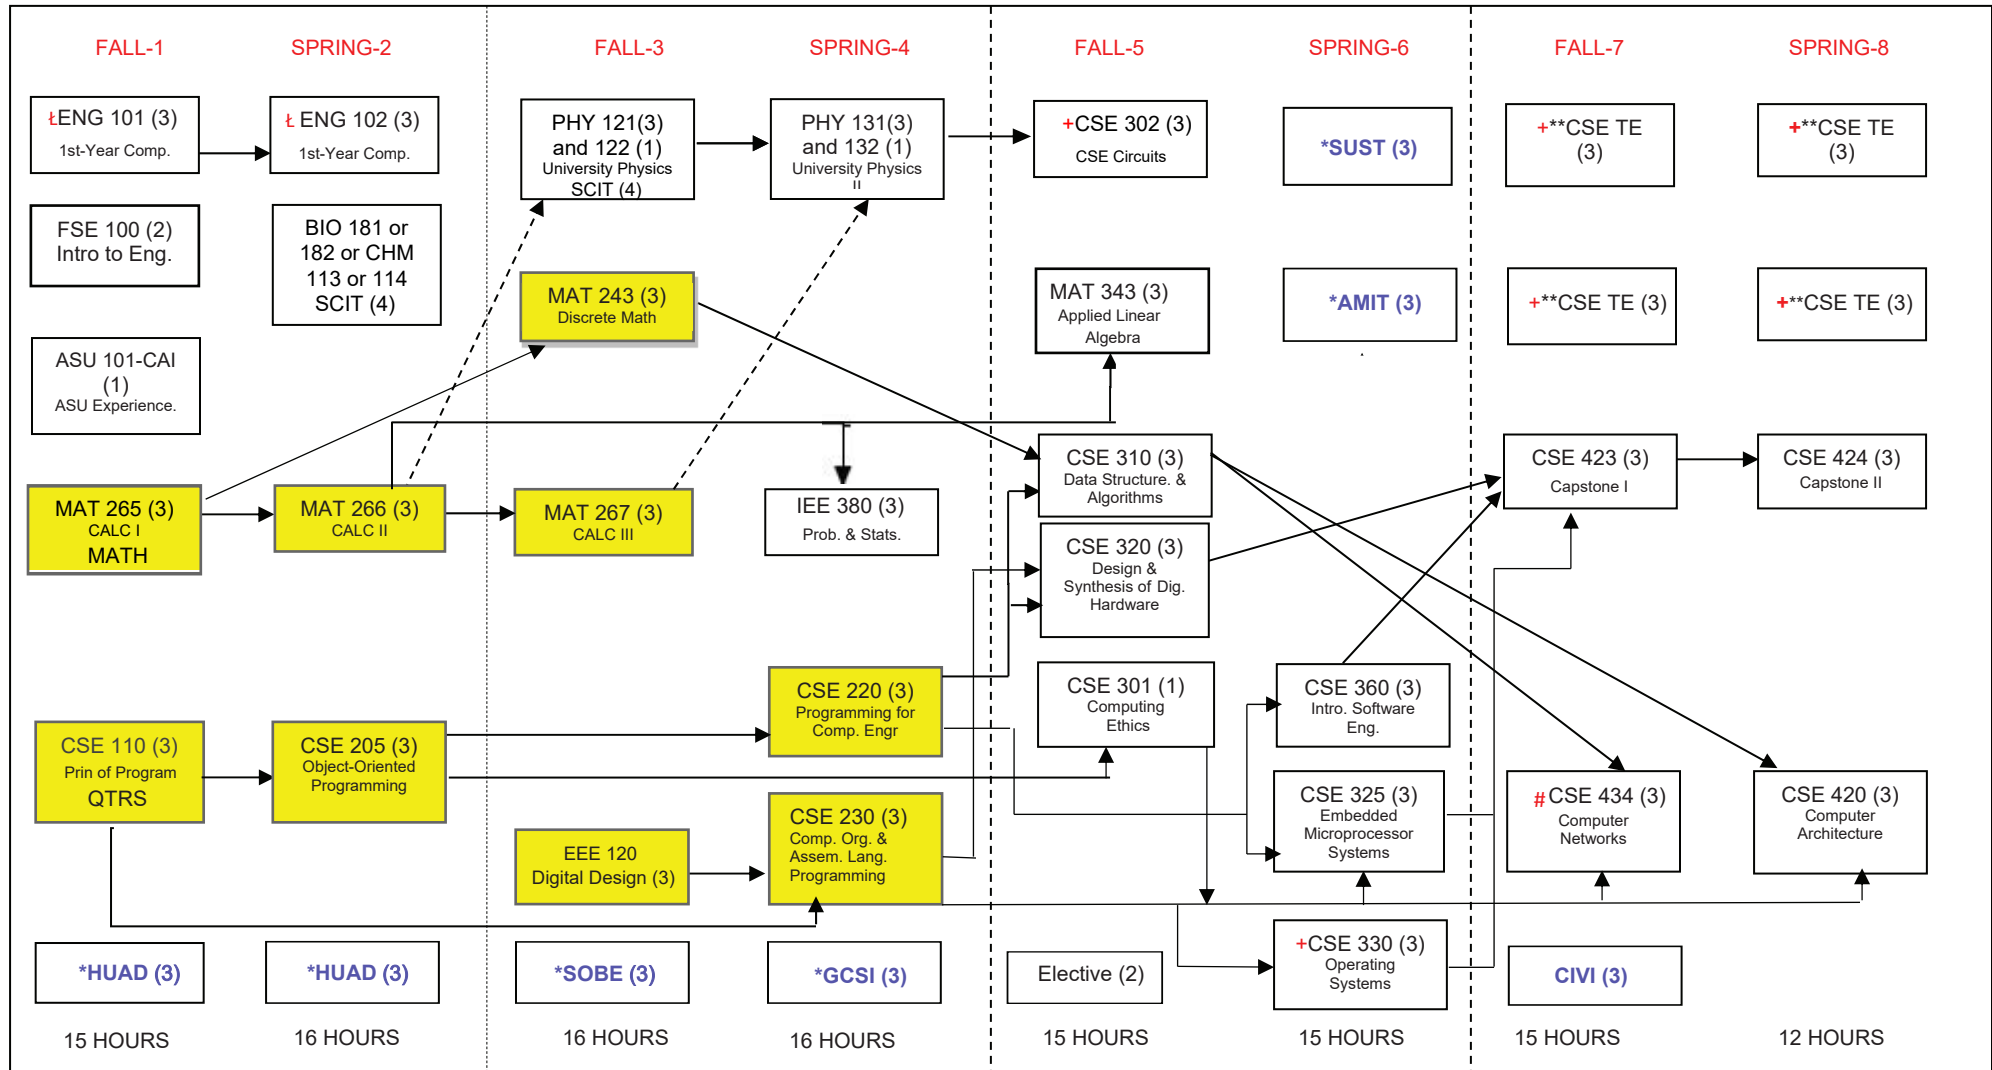 FALL-1
SPRING-2
FALL-3
SPRING-4
FALL-5
SPRING-6
FALL-7
SPRING-8
ŁENG 101 (3)
1st-Year Comp.
Ł ENG 102 (3)
1st-Year Comp.
PHY 121(3)
and 122 (1)
University Physics
SCIT (4)
PHY 131(3)
and 132 (1)
University Physics
II
+CSE 302 (3)
CSE Circuits
*SUST (3)
+**CSE TE
(3)
+**CSE TE
(3)
FSE 100 (2)
Intro to Eng.
BIO 181 or
182 or CHM
113 or 114
SCIT (4)
MAT 243 (3)
Discrete Math
MAT 343 (3)
Applied Linear
Algebra
*AMIT (3)
+**CSE TE (3)
+**CSE TE (3)
ASU 101-CAI
(1)
ASU Experience.
MAT 265 (3)
CALC I
MATH
MAT 266 (3)
CALC II
MAT 267 (3)
CALC III
IEE 380 (3)
Prob. & Stats.
CSE 310 (3)
Data Structure. &
Algorithms
CSE 423 (3)
Capstone I
CSE 424 (3)
Capstone II
CSE 320 (3)
Design &
Synthesis of Dig.
Hardware
CSE 110 (3)
Prin of Program
QTRS
CSE 205 (3)
Object-Oriented
Programming
CSE 220 (3)
Programming for
Comp. Engr
CSE 301 (1)
Computing
Ethics
CSE 360 (3)
Intro. Software
Eng.
EEE 120
Digital Design (3)
CSE 230 (3)
Comp. Org. &
Assem. Lang.
Programming
CSE 325 (3)
Embedded
Microprocessor
Systems
#CSE 434 (3)
Computer
Networks
CSE 420 (3)
Computer
Architecture
*HUAD (3)
*HUAD (3)
*SOBE (3)
*GCSI (3)
Elective (2)
+CSE 330 (3)
Operating
Systems
CIVI (3)
15 HOURS
16 HOURS
16 HOURS
16 HOURS
15 HOURS
15 HOURS
15 HOURS
12 HOURS